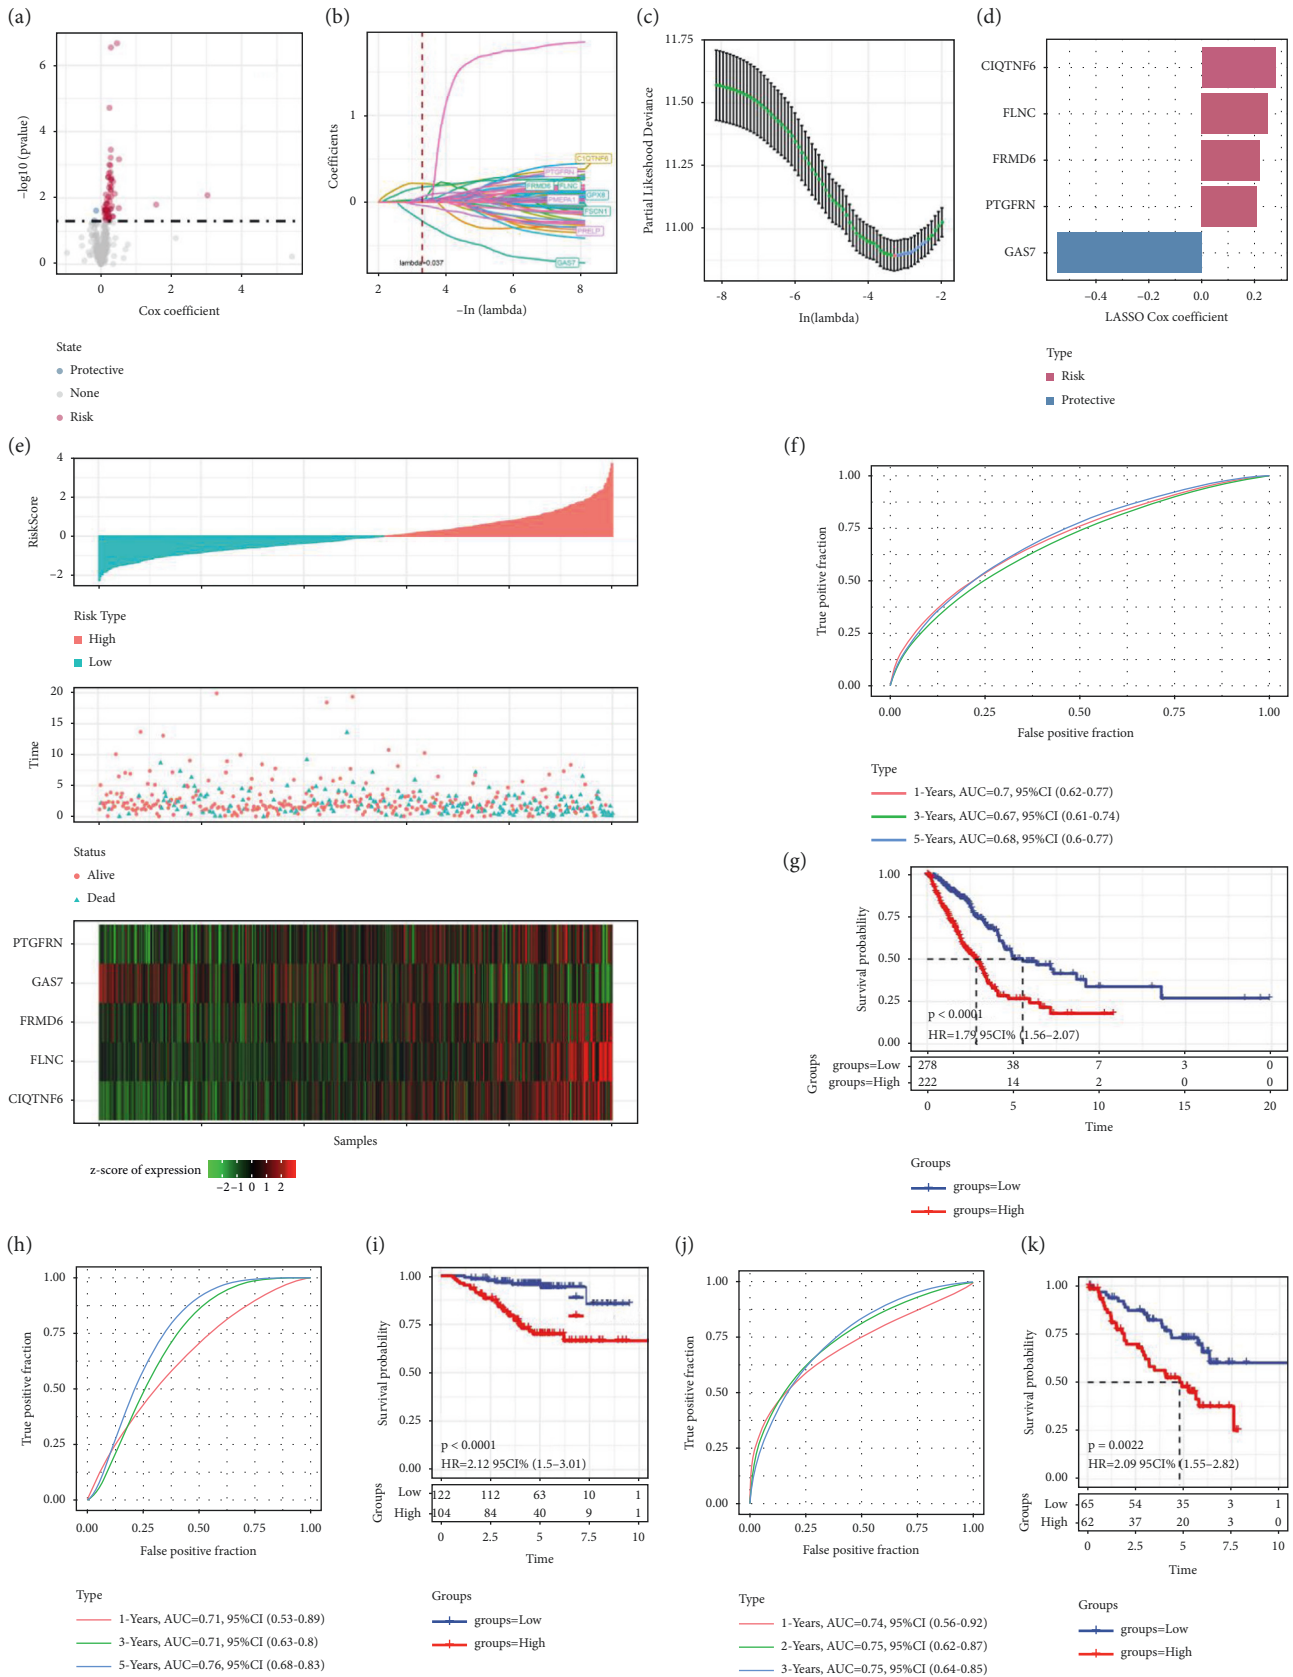 (a)
6
4
2
0
−log10 (pvalue)
0
2
4
Cox coefficient
State
Protective
None
Risk
(b)
1
0
Coefficients
C1QTNF6
PTGFRN
FRMD6
FLNC
GPX8
PMEPA1
PRELP
GAS7
lambda=0.037
2
4
6
8
−In (lambda)
(c)
11.75
11.50
11.25
11.00
Partial Likeshood Deviance
-8
-6
-4
-2
In(lambda)
(d)
CIQTNF6
FLNC
FRMD6
PTGFRN
GAS7
−0.4
−0.2
0.0
0.2
LASSO Cox coefficient
Type
Risk
Protective
(e)
4
2
0
−2
RiskScore
Risk Type
High
Low
20
15
10
5
0
Time
Status
Alive
Dead
PTGFRN
GAS7
FRMD6
FLNC
CIQTNF6
Samples
z-score of expression
−2 −1 0 1 2
(f)
1.00
0.75
0.50
0.25
0.00
True poitive fraction
0.00
0.25
0.50
0.75
1.00
False positive fraction
Type
1-Years, AUC=0.7, 95%CI (0.62-0.77)
3-Years, AUC=0.67, 95%CI (0.61-0.74)
5-Years, AUC=0.68, 95%CI (0.6-0.77)
(g)
1.00
0.75
0.50
0.25
0.00
Survival probability
p < 0.0001
HR=1.79 95CI% (1.56−2.07)
Groups
groups=Low 278 38 7 3 0
groups=High 222 14 2 0 0
0 5 10 15 20
Time
Groups
groups=Low
groups=High
(h)
1.00
0.75
0.50
0.25
0.00
True positive fraction
0.00
0.25
0.50
0.75
1.00
False positive fraction
Type
1-Years, AUC=0.71, 95%CI (0.53-0.89)
3-Years, AUC=0.71, 95%CI (0.63-0.8)
5-Years, AUC=0.76, 95%CI (0.68-0.83)
(i)
1.00
0.75
0.50
0.25
0.00
Survival probability
p < 0.0001
HR=2.12 95CI% (1.5−3.01)
Groups
Low 122 112 63 10 1
High 104 84 40 9 1
0 2.5 5 7.5 10
Time
Groups
groups=Low
groups=High
(j)
1.00
0.75
0.50
0.25
0.00
True positive fraction
0.00
0.25
0.50
0.75
1.00
False positive fraction
Type
1-Years, AUC=0.74, 95%CI (0.56-0.92)
2-Years, AUC=0.75, 95%CI (0.62-0.87)
3-Years, AUC=0.75, 95%CI (0.64-0.85)
(k)
1.00
0.75
0.50
0.25
0.00
Survival probability
p = 0.0022
HR=2.09 95CI% (1.55−2.82)
Groups
Low 65 54 35 3 1
High 62 37 20 3 0
0 2.5 5 7.5 10
Time
Groups
groups=Low
groups=High